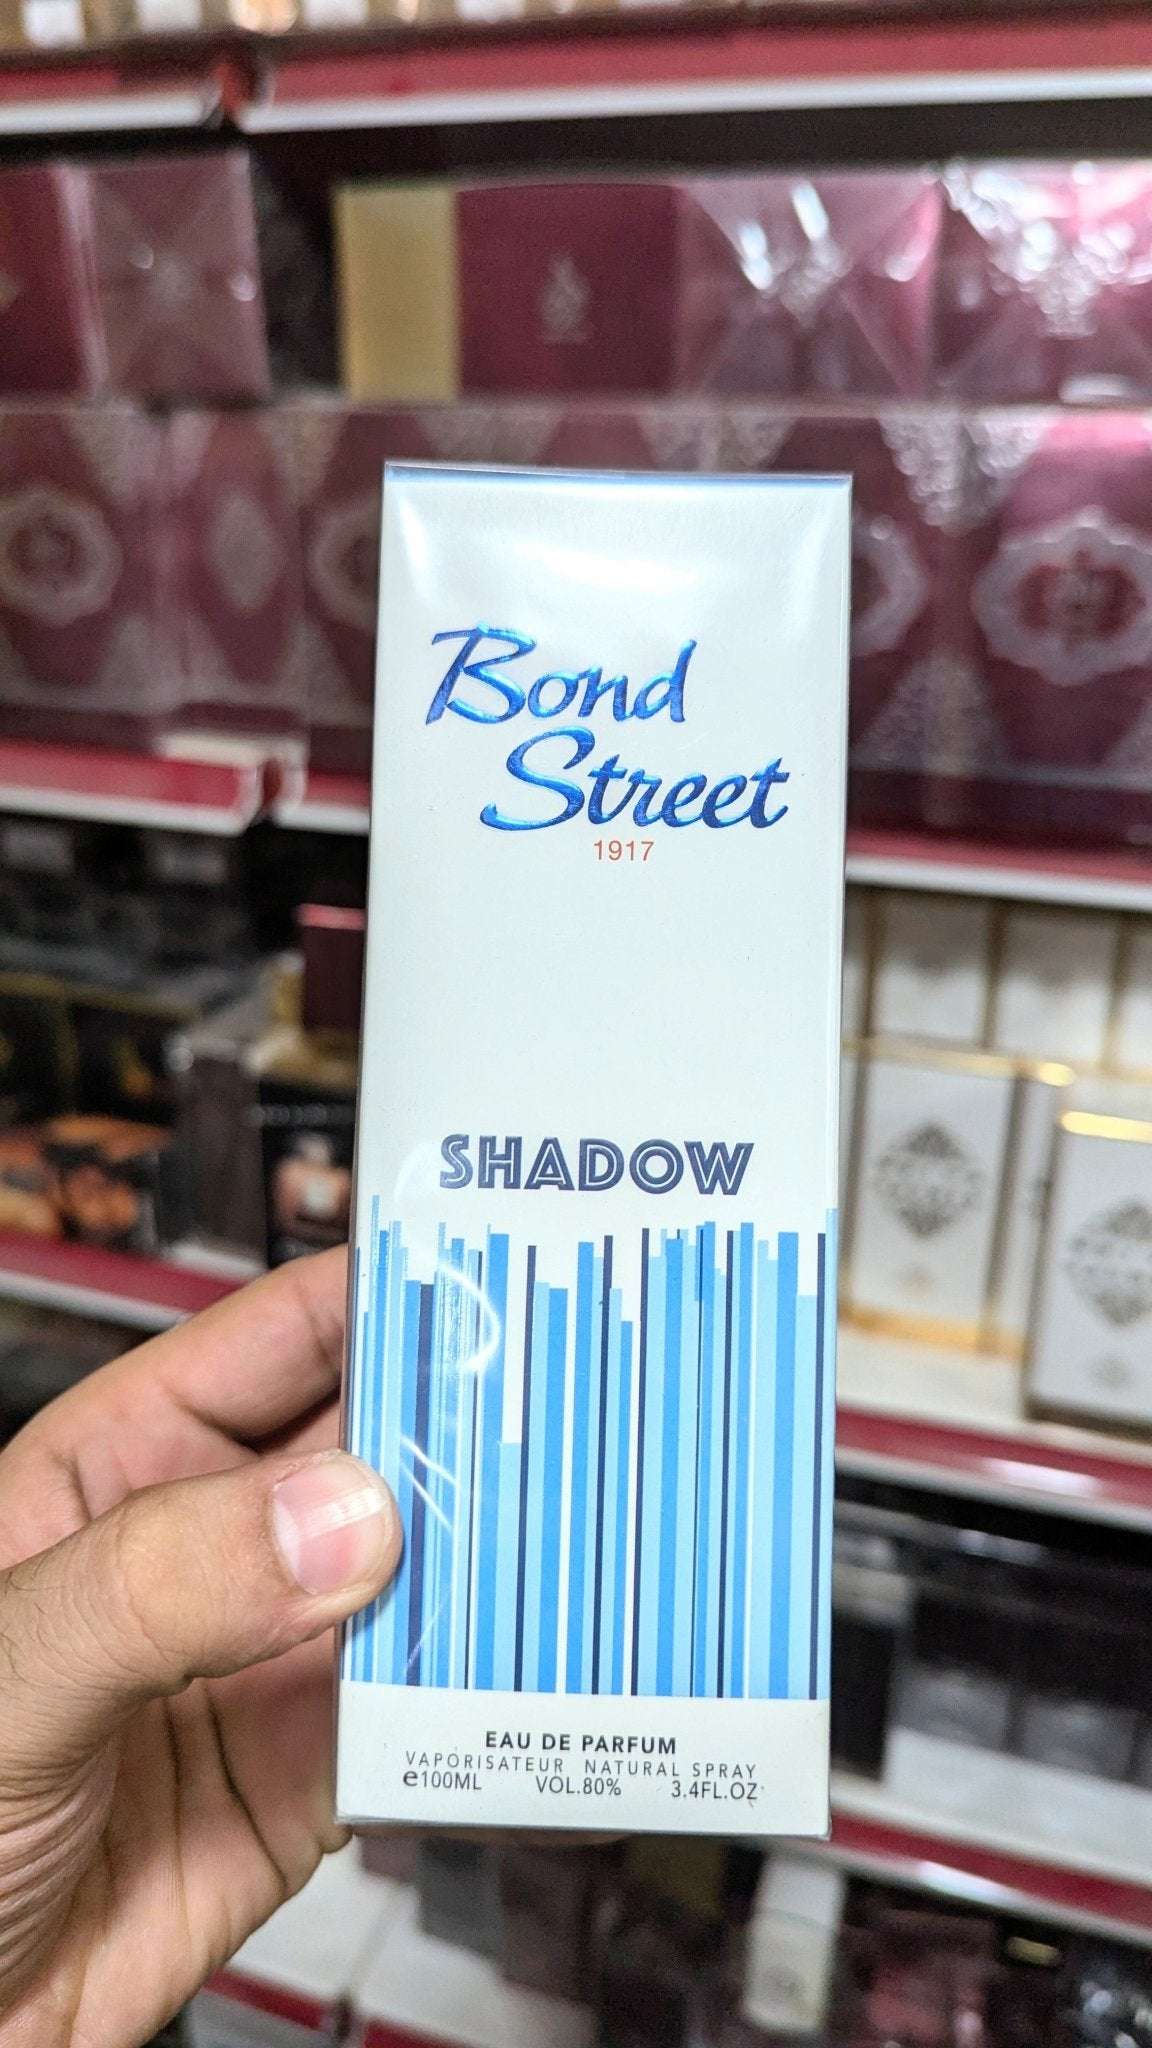 Bond
Street
1917
SHADOW
EAU DE PARFUM
VAPORISATEUR NATURAL SPRAY
e100ML VOL.80% 3.4FL.OZ